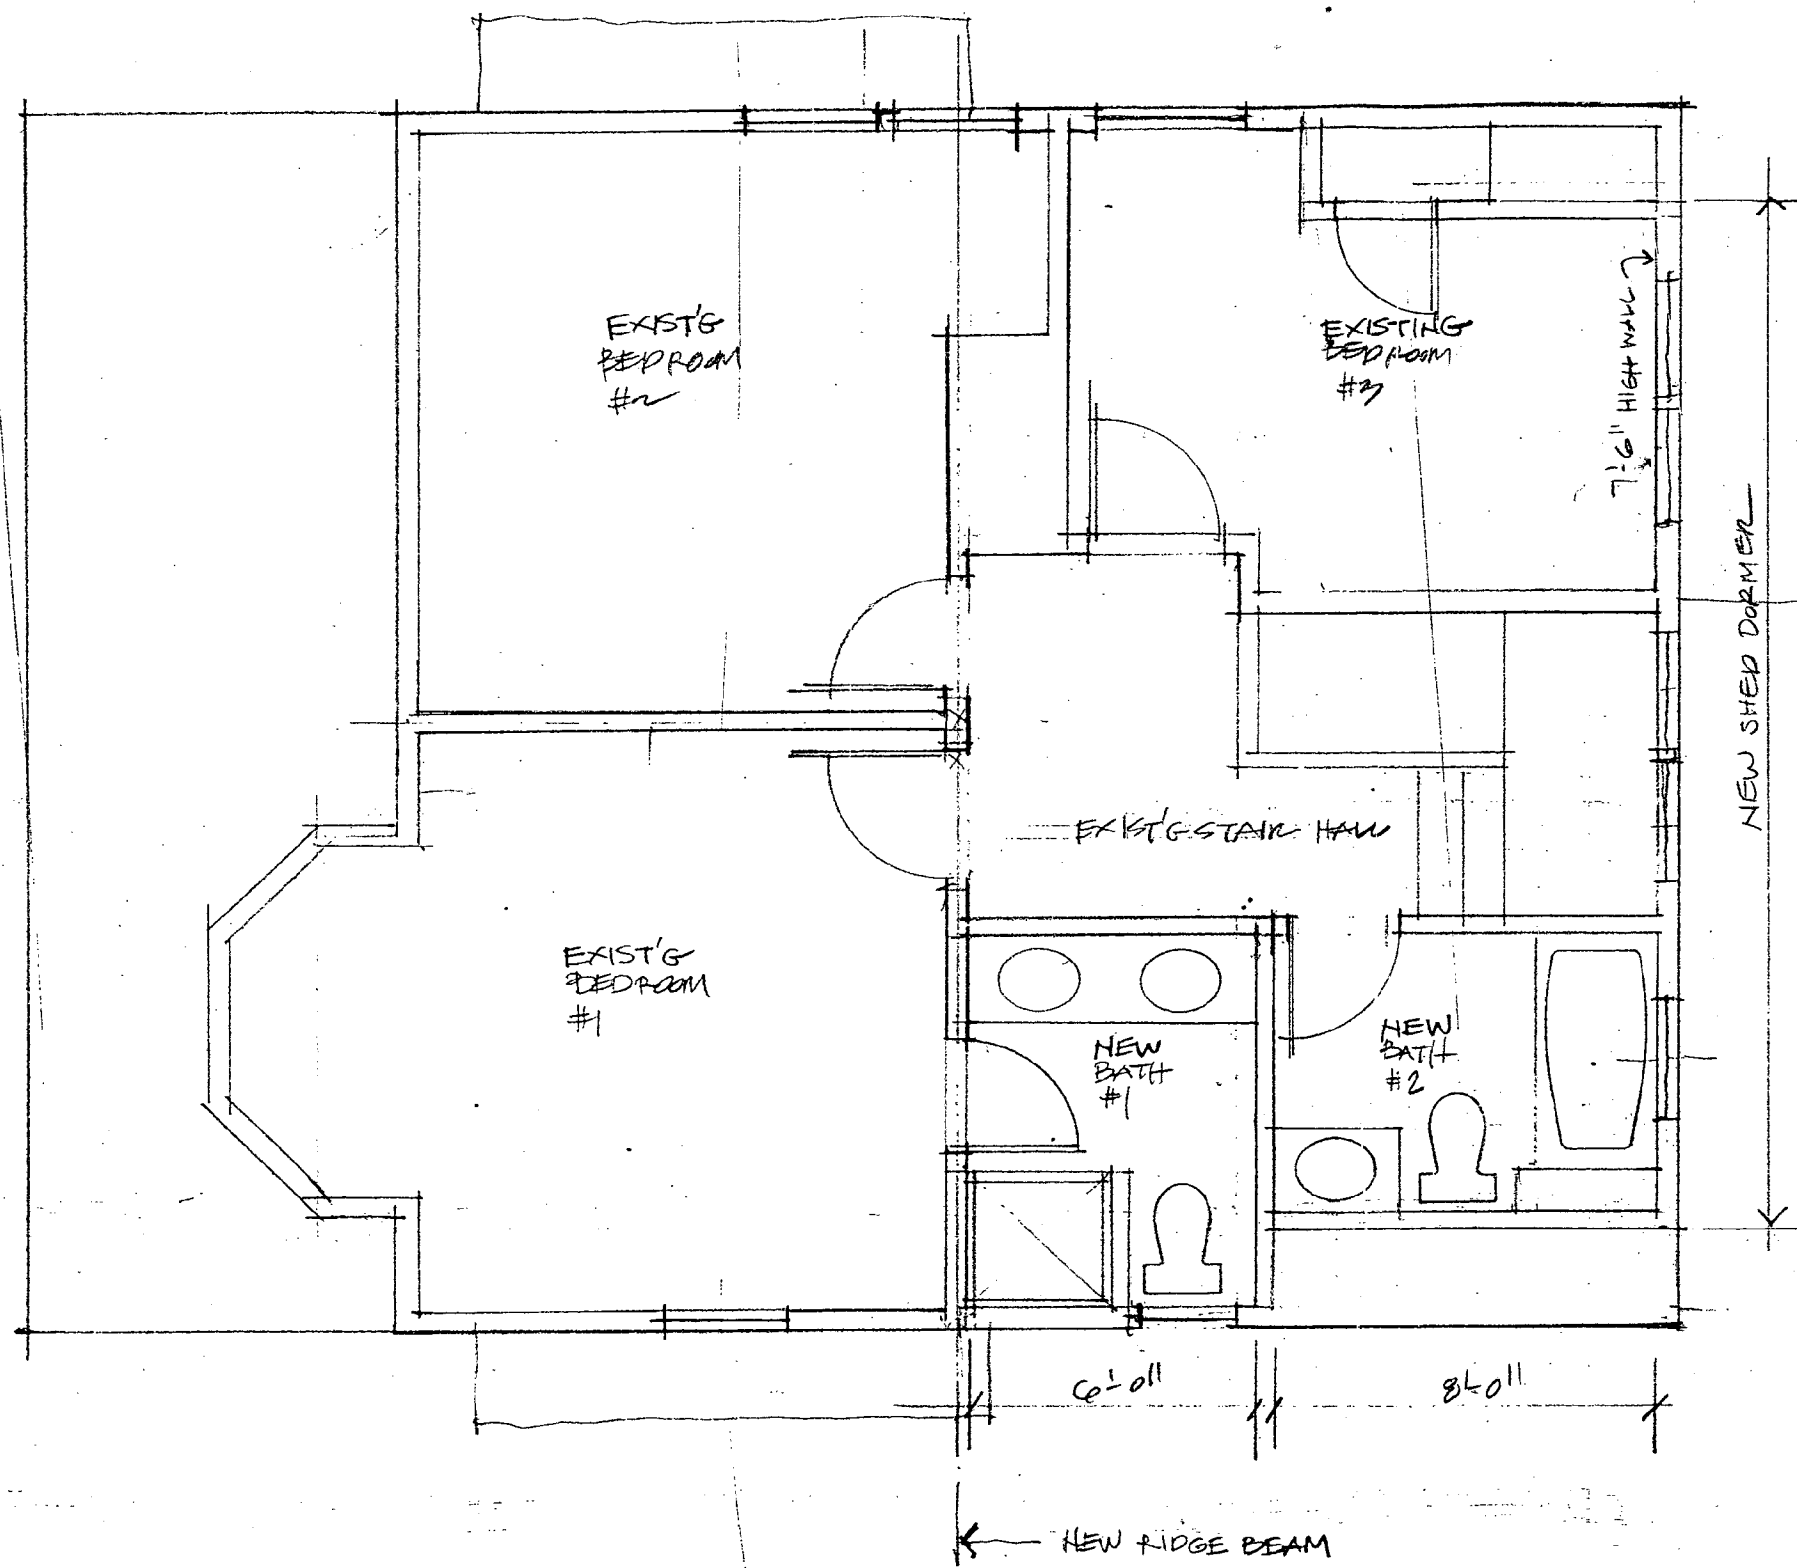 EXIST'G
BEDROOM
#2
EXISTING
BEDROOM
#3
7'-6" HIGH WALL
NEW SHED DORMER
EXIST'G STAIR HALL
EXIST'G
BEDROOM
#1
NEW
BATH
#1
NEW
BATH
#2
6'-0"
8'-0"
NEW RIDGE BEAM